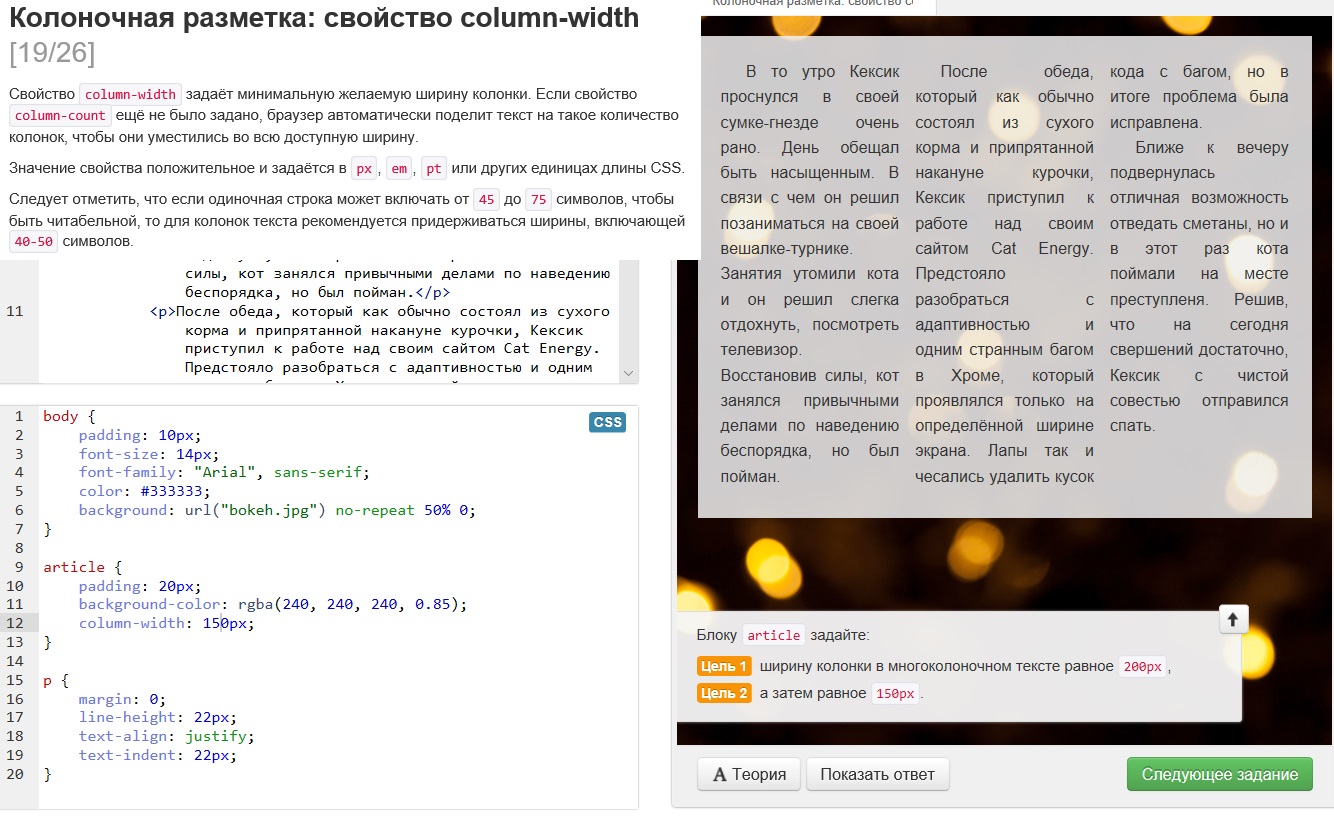 Колоночная разметка: свойство column-width
[19/26]
Свойство column-width задаёт минимальную желаемую ширину колонки. Если свойство
column-count ещё не было задано, браузер автоматически поделит текст на такое количество
колонок, чтобы они уместились во всю доступную ширину.
Значение свойства положительное и задаётся в px, em, pt или других единицах длины CSS.
Следует отметить, что если одиночная строка может включать от 45 до 75 символов, чтобы
быть читабельной, то для колонок текста рекомендуется придерживаться ширины, включающей
40-50 символов.
силы, кот занялся привычными делами по наведению
беспорядка, но был пойман.</p>
11 <p>После обеда, который как обычно состоял из сухого
корма и припрятанной накануне курочки, Кексик
приступил к работе над своим сайтом Cat Energy.
Предстояло разобраться с адаптивностью и одним
CSS
1 body {
2 padding: 10px;
3 font-size: 14px;
4 font-family: "Arial", sans-serif;
5 color: #333333;
6 background: url("bokeh.jpg") no-repeat 50% 0;
7 }
8
9 article {
10 padding: 20px;
11 background-color: rgba(240, 240, 240, 0.85);
12 column-width: 150px;
13 }
14
15 p {
16 margin: 0;
17 line-height: 22px;
18 text-align: justify;
19 text-indent: 22px;
20 }
Колоночная разметка: свойство co
В то утро Кексик
проснулся в своей
сумке-гнезде очень
рано. День обещал
быть насыщенным. В
связи с чем он решил
позаниматься на своей
вешалке-турнике.
Занятия утомили кота
и он решил слегка
отдохнуть, посмотреть
телевизор.
Восстановив силы, кот
занялся привычными
делами по наведению
беспорядка, но был
пойман.
После обеда,
который как обычно
состоял из сухого
корма и припрятанной
накануне курочки,
Кексик приступил к
работе над своим
сайтом Cat Energy.
Предстояло
разобраться с
адаптивностью и
одним странным багом
в Хроме, который
проявлялся только на
определённой ширине
экрана. Лапы так и
чесались удалить кусок
кода с багом, но в
итоге проблема была
исправлена.
Ближе к вечеру
подвернулась
отличная возможность
отведать сметаны, но и
в этот раз кота
поймали на месте
преступленя. Решив,
что на сегодня
свершений достаточно,
Кексик с чистой
совестью отправился
спать.
Блоку article задайте:
Цель 1 ширину колонки в многоколоночном тексте равное 200px,
Цель 2 а затем равное 150px.
А Теория
Показать ответ
Следующее задание